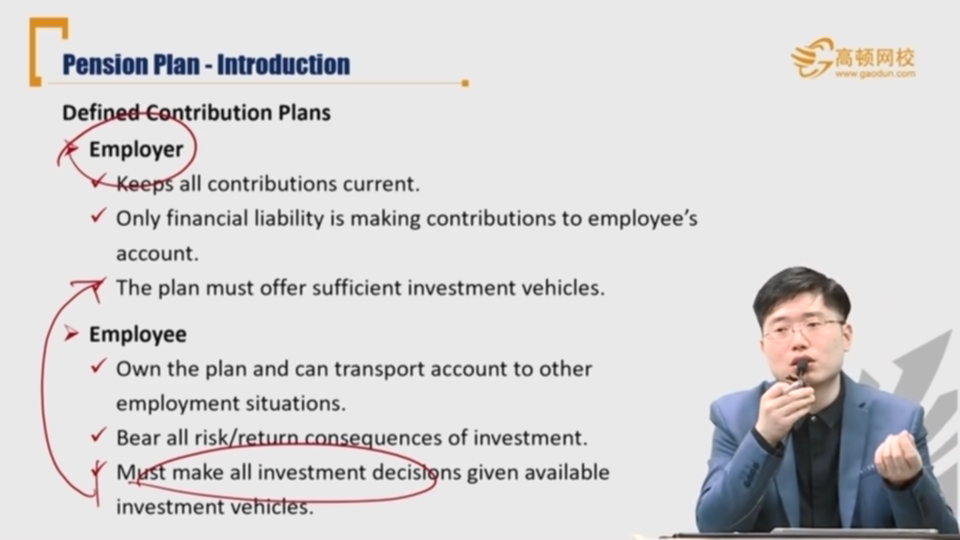 Pension Plan - Introduction
高顿网校
www.gaodun.com
Defined Contribution Plans
Employer
Keeps all contributions current.
Only financial liability is making contributions to employee's
account.
The plan must offer sufficient investment vehicles.
Employee
Own the plan and can transport account to other
employment situations.
Bear all risk/return consequences of investment.
Must make all investment decisions given available
investment vehicles.